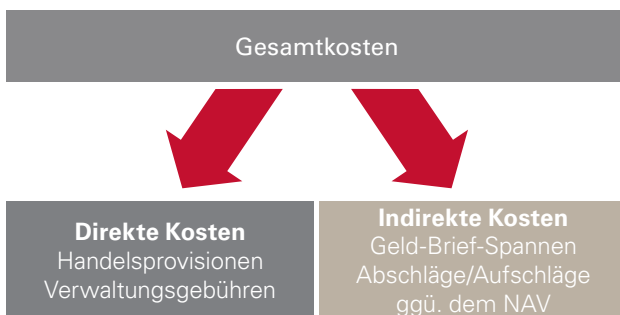 Gesamtkosten
Direkte Kosten
Handelsprovisionen
Verwaltungsgebühren
Indirekte Kosten
Geld-Brief-Spannen
Abschläge/Aufschläge
ggü. dem NAV